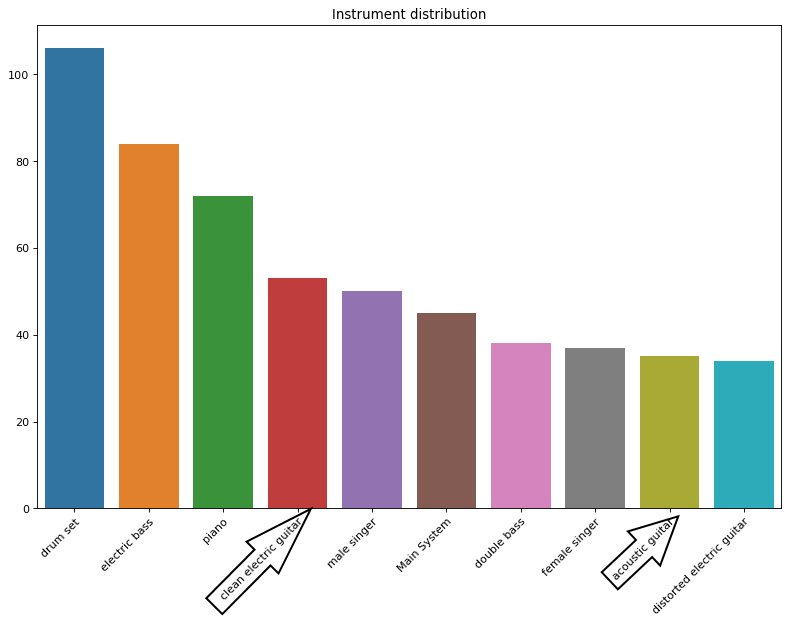 Instrument distribution
100
80
60
40
20
0
drum set
electric bass
piano
clean electric guitar
male singer
Main System
double bass
female singer
acoustic guitar
distorted electric guitar